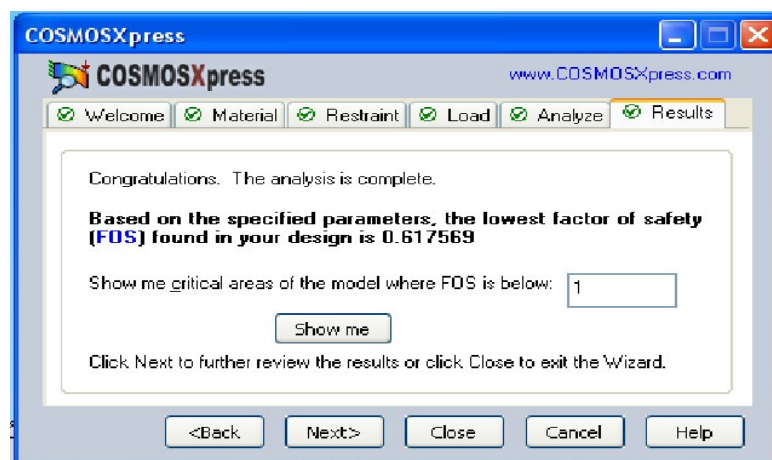 COSMOSXpress
COSMOSXpress
www.COSMOSXpress.com
Welcome Material Restraint Load Analyze Results
Congratulations. The analysis is complete.
Based on the specified parameters, the lowest factor of safety
(FOS) found in your design is 0.617569
Show me critical areas of the model where FOS is below: 1
Show me
Click Next to further review the results or click Close to exit the Wizard.
<Back Next> Close Cancel Help